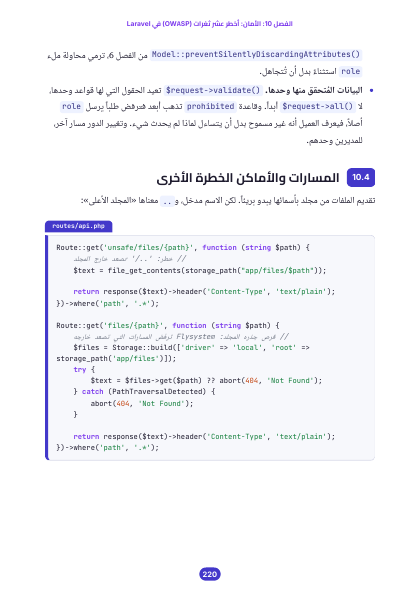 الفصل 10: الأمان: أخطر عشر ثغرات (OWASP) في Laravel
Model::preventSilentlyDiscardingAttributes() من الفصل 6، ترمي محاولة ملء
role استثناء بدل أن تُتجاهل.
• البيانات المُتحقق منها وحدها. $request->validate() تعيد الحقول التي لها قواعد وحدها،
لا $request->all() أبداً. وقاعدة prohibited تذهب أبعد فعرفض طلباً يرسل role
أصلاً، فيعرف العميل أنه غير مسموح بدل أن يتساءل لماذا لم يحدث شيء. وتغيير الدور مسار آخر،
للمديرين وحدهم.
10.4 المسارات والأماكن الخطرة الأخرى
تقديم الملفات من مجلد بأسمائها يبدو بريئاً. لكن الاسم مدخل، و .. معناها «المجلد الأعلى»:
routes/api.php
Route::get('unsafe/files/{path}', function (string $path) {
// خطر: '../' تصعد خارج المجلد
$text = file_get_contents(storage_path("app/files/$path"));
return response($text)->header('Content-Type', 'text/plain');
})->where('path', '.*');
Route::get('files/{path}', function (string $path) {
// قرص جذره المجلد: Flysystem ترفض المسارات التي تصعد خارجه
$files = Storage::build(['driver' => 'local', 'root' =>
storage_path('app/files')]);
try {
$text = $files->get($path) ?? abort(404, 'Not Found');
} catch (PathTraversalDetected) {
abort(404, 'Not Found');
}
return response($text)->header('Content-Type', 'text/plain');
})->where('path', '.*');
220